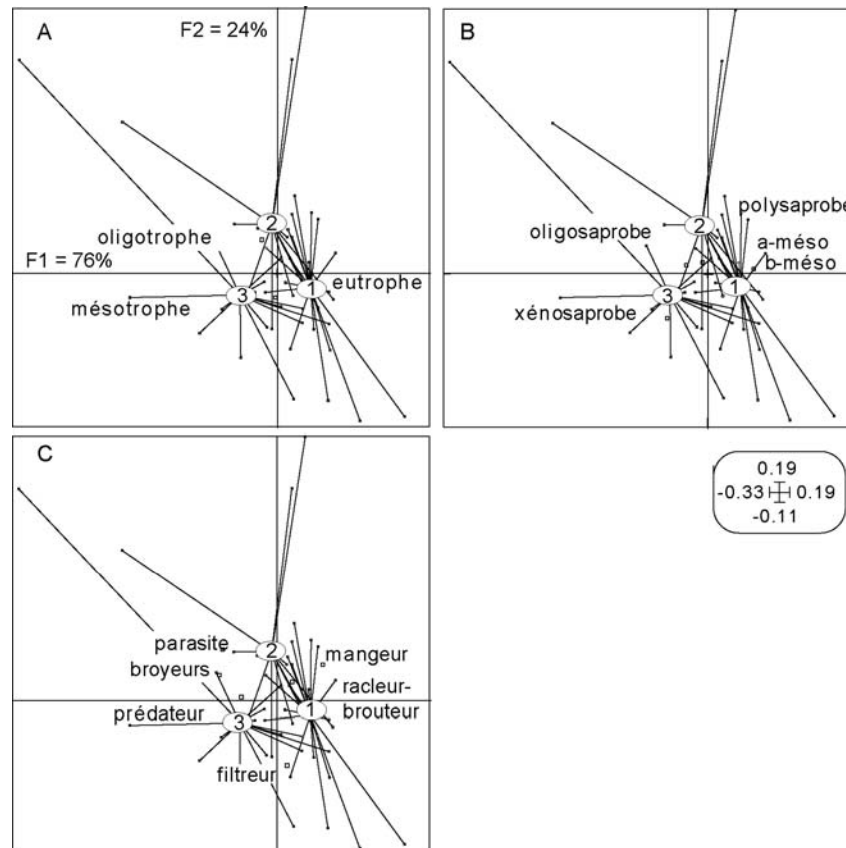 A
F2 = 24%
2
oligotrophe
F1 = 76%
eutrophe
1
3
mésotrophe
B
polysaprobe
2
oligosaprobe
a-méso
b-méso
1
3
xénosaprobe
C
parasite
2
mangeur
broyeurs
racleur-
brouteur
prédateur
3
1
filtreur
0.19
-0.33 0.19
-0.11